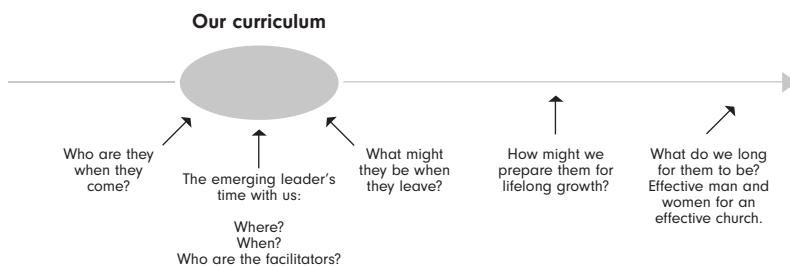 Our curriculum
Who are they
when they
come?
The emerging leader's
time with us:
Where?
When?
Who are the facilitators?
What might
they be when
they leave?
How might we
prepare them for
lifelong growth?
What do we long
for them to be?
Effective man and
women for an
effective church.